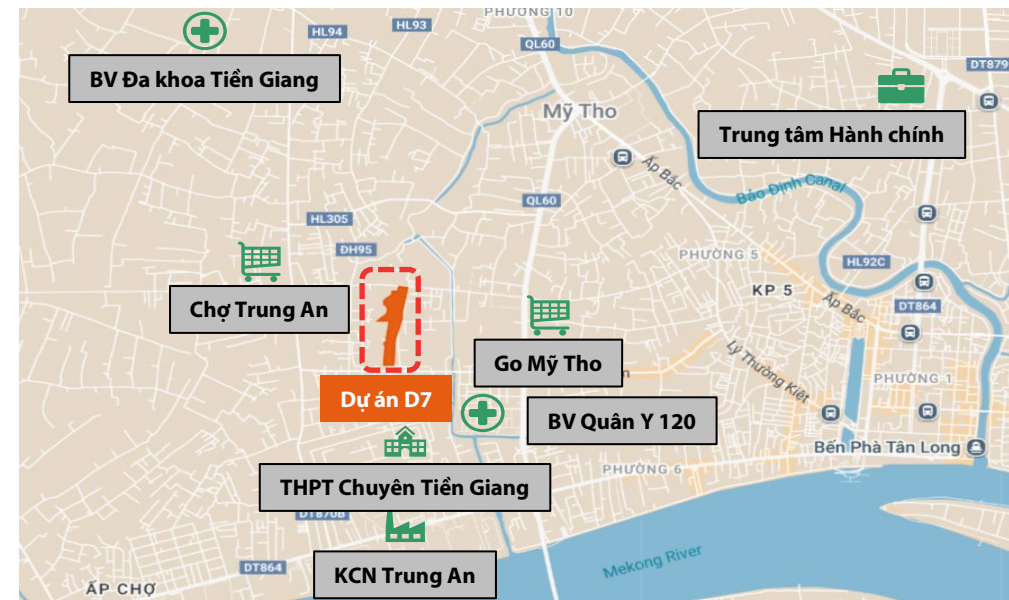 PHƯỜNG 10
HL94
HL93
QL60
DT879
BV Đa khoa Tiền Giang
Mỹ Tho
Trung tâm Hành chính
Ấp Bắc
Bảo Định Canal
QL60
HL305
ĐH95
PHƯỜNG 5
HL92C
Chợ Trung An
KP 5
Ấp Bắc
DT864
Go Mỹ Tho
Lý Thường Kiệt
Dự án D7
PHƯỜNG 1
BV Quân Y 120
Bến Phà Tân Long
PHƯỜNG 6
THPT Chuyên Tiền Giang
DT870B
DT864
KCN Trung An
Mekong River
ẤP CHỢ